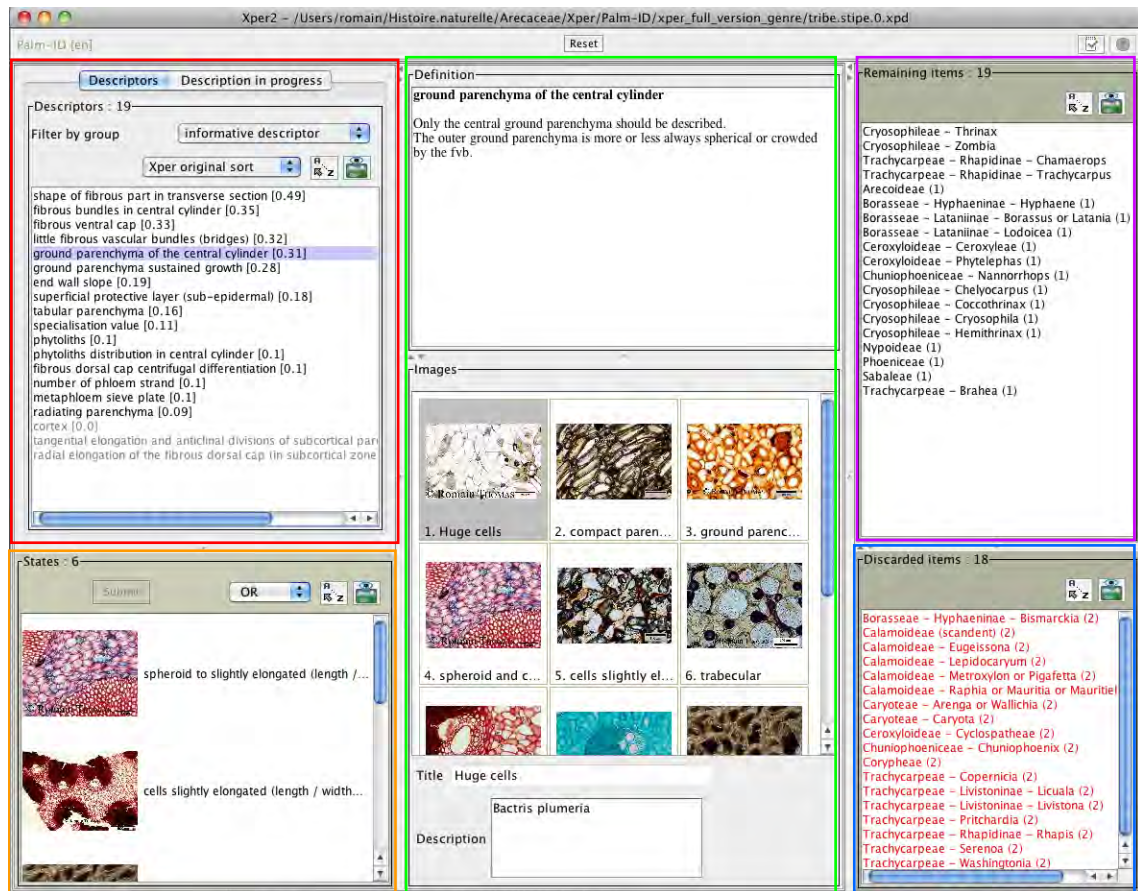 Xper2 – /Users/romain/Histoire.naturelle/Arecaceae/Xper/Palm-ID/xper_full_version_genre/tribe.stipe.0.xpd
Palm-ID [en]
Reset
Descriptors Description in progress
Descriptors : 19
Filter by group informative descriptor
Xper original sort
shape of fibrous part in transverse section [0.49]
fibrous bundles in central cylinder [0.35]
fibrous ventral cap [0.33]
little fibrous vascular bundles (bridges) [0.32]
ground parenchyma of the central cylinder [0.31]
ground parenchyma sustained growth [0.28]
end wall slope [0.19]
superficial protective layer (sub-epidermal) [0.18]
tabular parenchyma [0.16]
specialisation value [0.11]
phytoliths [0.1]
phytoliths distribution in central cylinder [0.1]
fibrous dorsal cap centrifugal differentiation [0.1]
number of phloem strand [0.1]
metaphloem sieve plate [0.1]
radiating parenchyma [0.09]
cortex [0.0]
tangential elongation and anticlinal divisions of subcortical par
radial elongation of the fibrous dorsal cap (in subcortical zone
States : 6
Submit OR
spheroid to slightly elongated (length /...
cells slightly elongated (length / width...
Definition
ground parenchyma of the central cylinder
Only the central ground parenchyma should be described.
The outer ground parenchyma is more or less always spherical or crowded
by the fvb.
Images
© Romain THOMAS
1. Huge cells
2. compact paren...
3. ground parenc...
4. spheroid and c...
5. cells slightly el...
6. trabecular
Title Huge cells
Description Bactris plumeria
Remaining items : 19
Cryosophileae – Thrinax
Cryosophileae – Zombia
Trachycarpeae – Rhapidinae – Chamaerops
Trachycarpeae – Rhapidinae – Trachycarpus
Arecoideae (1)
Borasseae – Hyphaeninae – Hyphaene (1)
Borasseae – Lataniinae – Borassus or Latania (1)
Borasseae – Lataniinae – Lodoicea (1)
Ceroxyloideae – Ceroxyleae (1)
Ceroxyloideae – Phytelephas (1)
Chuniophoeniceae – Nannorrhops (1)
Cryosophileae – Chelyocarpus (1)
Cryosophileae – Coccothrinax (1)
Cryosophileae – Cryosophila (1)
Cryosophileae – Hemithrinax (1)
Nypoideae (1)
Phoeniceae (1)
Sabaleae (1)
Trachycarpeae – Brahea (1)
Discarded items : 18
Borasseae – Hyphaeninae – Bismarckia (2)
Calamoideae (scandent) (2)
Calamoideae – Eugeissona (2)
Calamoideae – Lepidocaryum (2)
Calamoideae – Metroxylon or Pigafetta (2)
Calamoideae – Raphia or Mauritia or Mauritiel
Caryoteae – Arenga or Wallichia (2)
Caryoteae – Caryota (2)
Ceroxyloideae – Cyclospatheae (2)
Chuniophoeniceae – Chuniophoenix (2)
Corypheae (2)
Trachycarpeae – Copernicia (2)
Trachycarpeae – Livistoninae – Licuala (2)
Trachycarpeae – Livistoninae – Livistona (2)
Trachycarpeae – Pritchardia (2)
Trachycarpeae – Rhapidinae – Rhapis (2)
Trachycarpeae – Serenoa (2)
Trachycarpeae – Washingtonia (2)